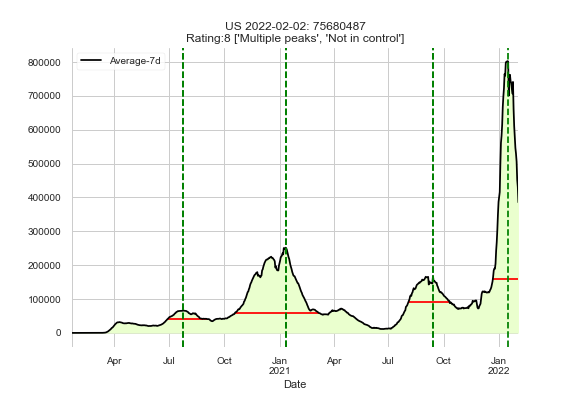 US 2022-02-02: 75680487
Rating:8 ['Multiple peaks', 'Not in control']
Average-7d
800000
700000
600000
500000
400000
300000
200000
100000
0
Apr Jul Oct Jan Apr Jul Oct Jan
2021 2022
Date